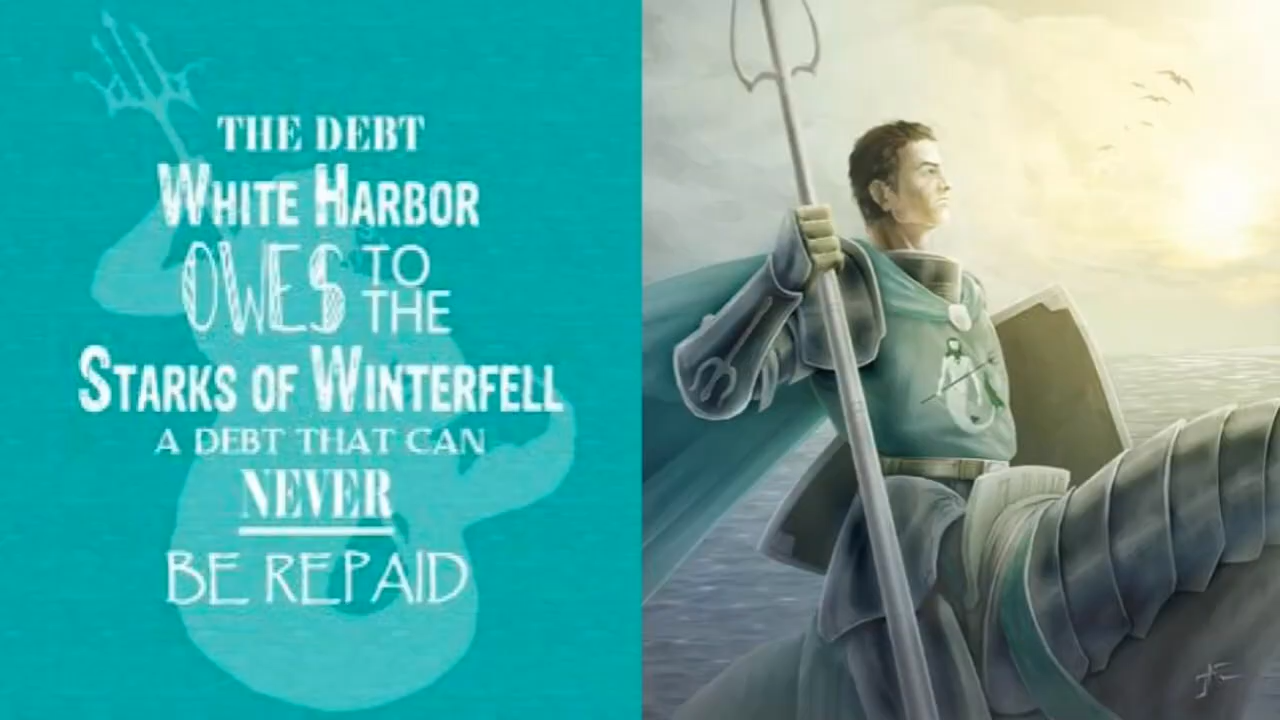 THE DEBT
WHITE HARBOR
OWES TO
THE
STARKS OF WINTERFELL
A DEBT THAT CAN
NEVER
BE REPAID